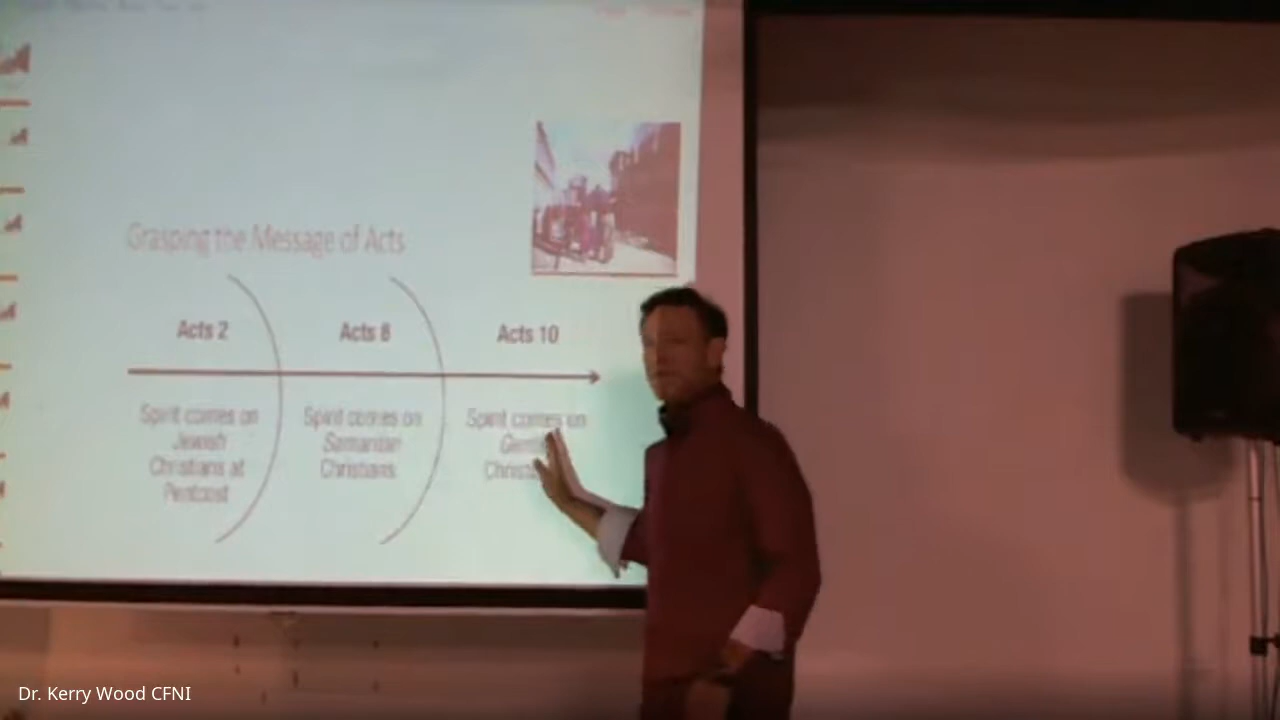 Grasping the Message of Acts
Acts 2
Acts 8
Acts 10
Spirit comes on
Jewish
Christians at
Pentecost
Spirit comes on
Samaritan
Christians
Spirit comes on
Dr. Kerry Wood CFNI